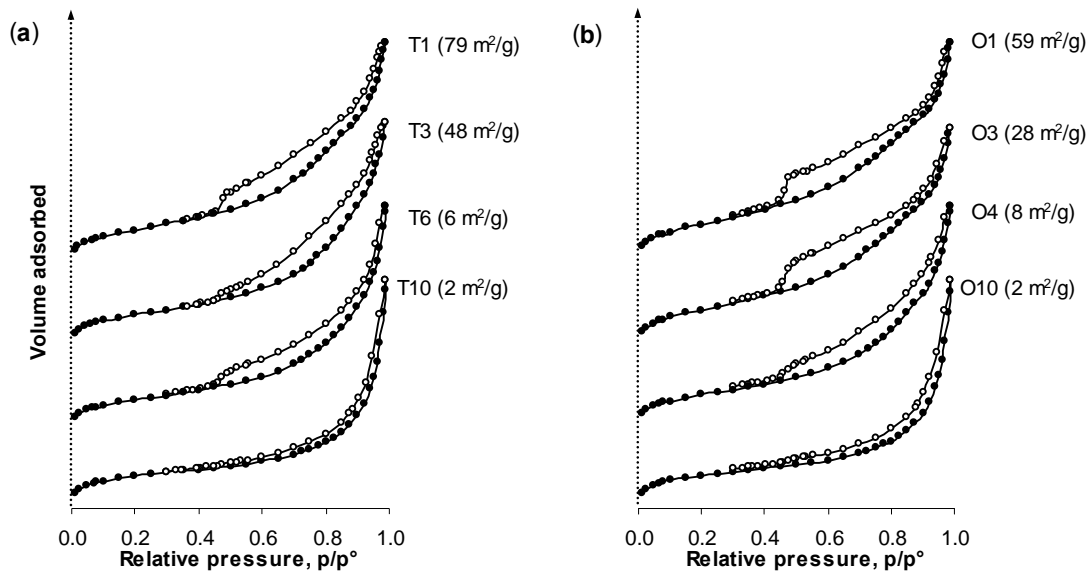 (a)
T1 (79 m²/g)
T3 (48 m²/g)
T6 (6 m²/g)
T10 (2 m²/g)
Volume adsorbed
0.0 0.2 0.4 0.6 0.8 1.0
Relative pressure, p/p°
(b)
O1 (59 m²/g)
O3 (28 m²/g)
O4 (8 m²/g)
O10 (2 m²/g)
0.0 0.2 0.4 0.6 0.8 1.0
Relative pressure, p/p°